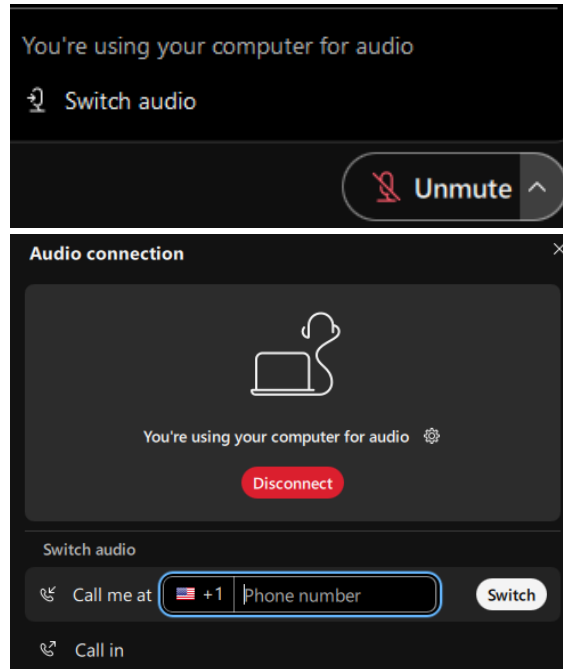 You're using your computer for audio
Switch audio
Unmute
Audio connection
You're using your computer for audio
Disconnect
Switch audio
Call me at +1 Phone number Switch
Call in